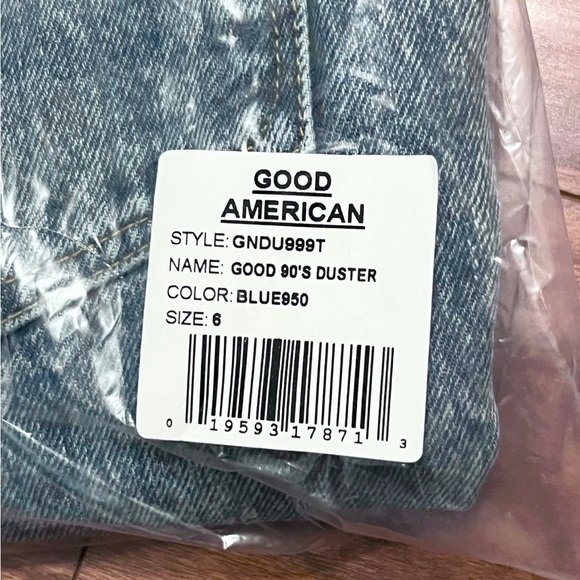 GOOD
AMERICAN
STYLE: GNDU999T
NAME: GOOD 90'S DUSTER
COLOR: BLUE950
SIZE: 6
0 19593 17871 3